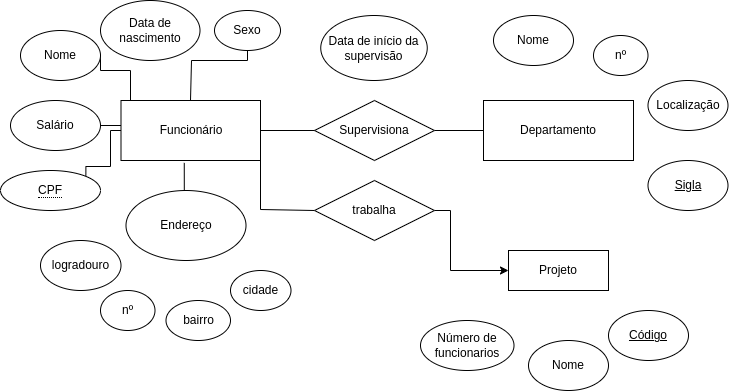 Data de
nascimento
Sexo
Nome
Data de início da
supervisão
Nome
nº
Salário
Funcionário
Supervisiona
Departamento
Localização
CPF
Sigla
Endereço
trabalha
logradouro
nº
bairro
cidade
Projeto
Número de
funcionarios
Nome
Código